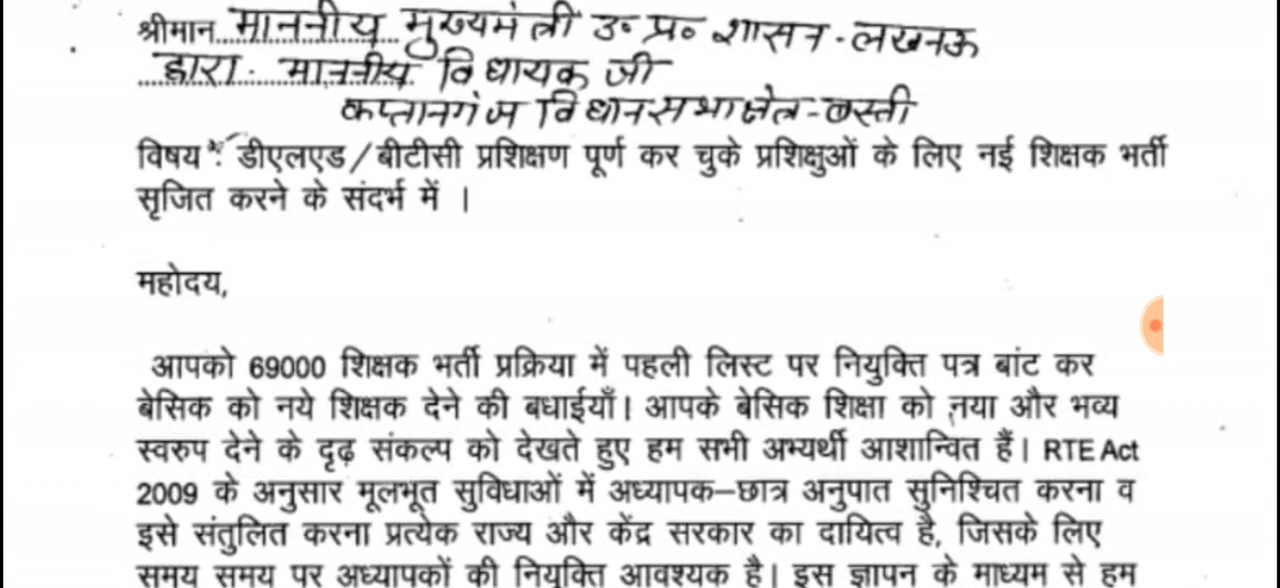 श्रीमान माननीय मुख्यमंत्री उ० प्र० शासन-लखनऊ
द्वारा- माननीय विधायक जी
कप्तानगंज विधानसभा क्षेत्र-बस्ती
विषय :- डीएलएड/बीटीसी प्रशिक्षण पूर्ण कर चुके प्रशिक्षुओं के लिए नई शिक्षक भर्ती
सृजित करने के संदर्भ में ।
महोदय,
आपको 69000 शिक्षक भर्ती प्रक्रिया में पहली लिस्ट पर नियुक्ति पत्र बांट कर
बेसिक को नये शिक्षक देने की बधाईयाँ। आपके बेसिक शिक्षा को नया और भव्य
स्वरुप देने के दृढ़ संकल्प को देखते हुए हम सभी अभ्यर्थी आशान्वित हैं। RTE Act
2009 के अनुसार मूलभूत सुविधाओं में अध्यापक–छात्र अनुपात सुनिश्चित करना व
इसे संतुलित करना प्रत्येक राज्य और केंद्र सरकार का दायित्व है, जिसके लिए
समय समय पर अध्यापकों की नियुक्ति आवश्यक है। इस ज्ञापन के माध्यम से हम